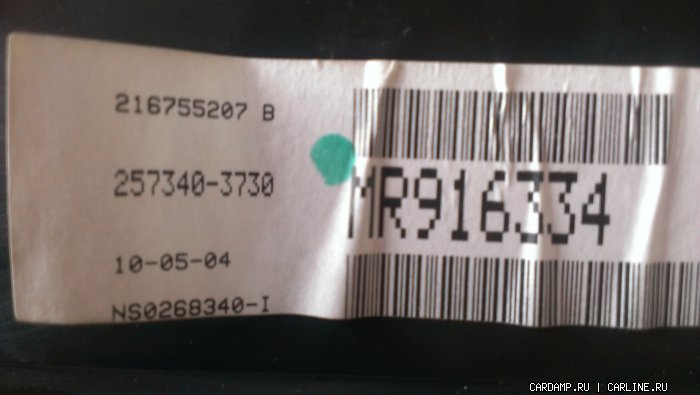 216755207 B
257340-3730
MR916334
10-05-04
NS0268340-I
CARDAMP.RU | CARLINE.RU